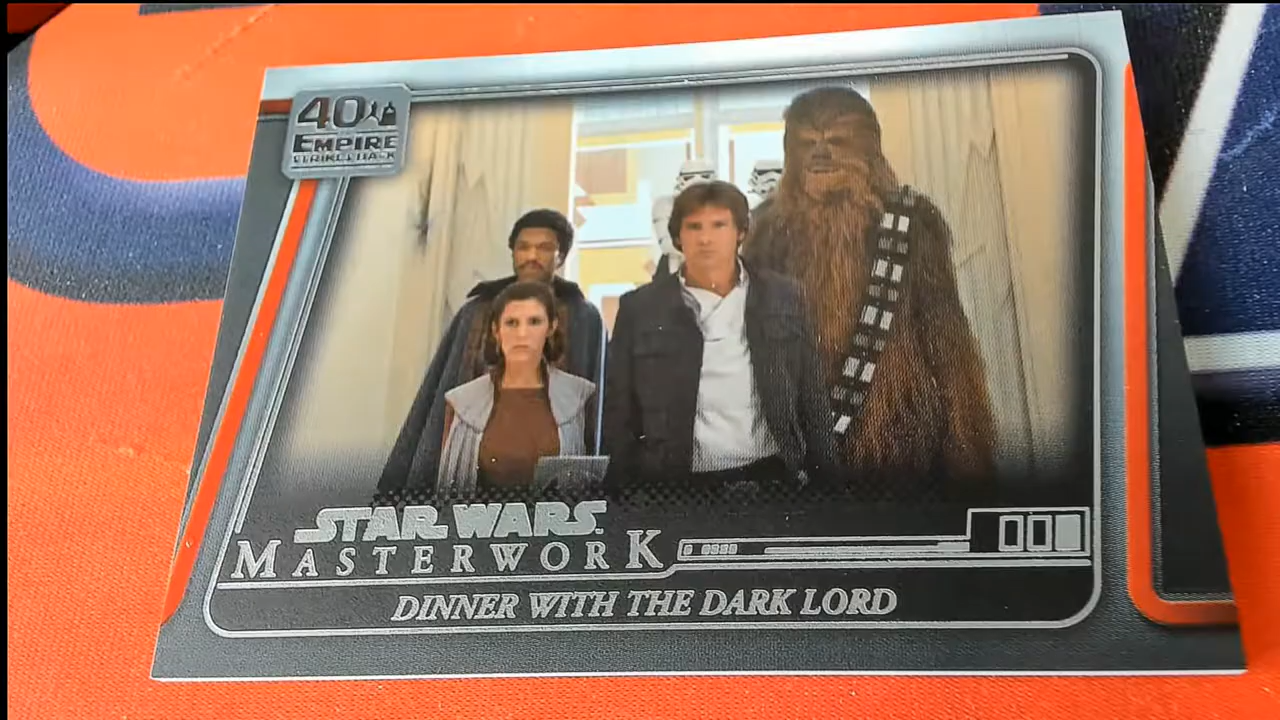 40
EMPIRE
STRIKES BACK
STAR WARS
MASTERWORK
DINNER WITH THE DARK LORD